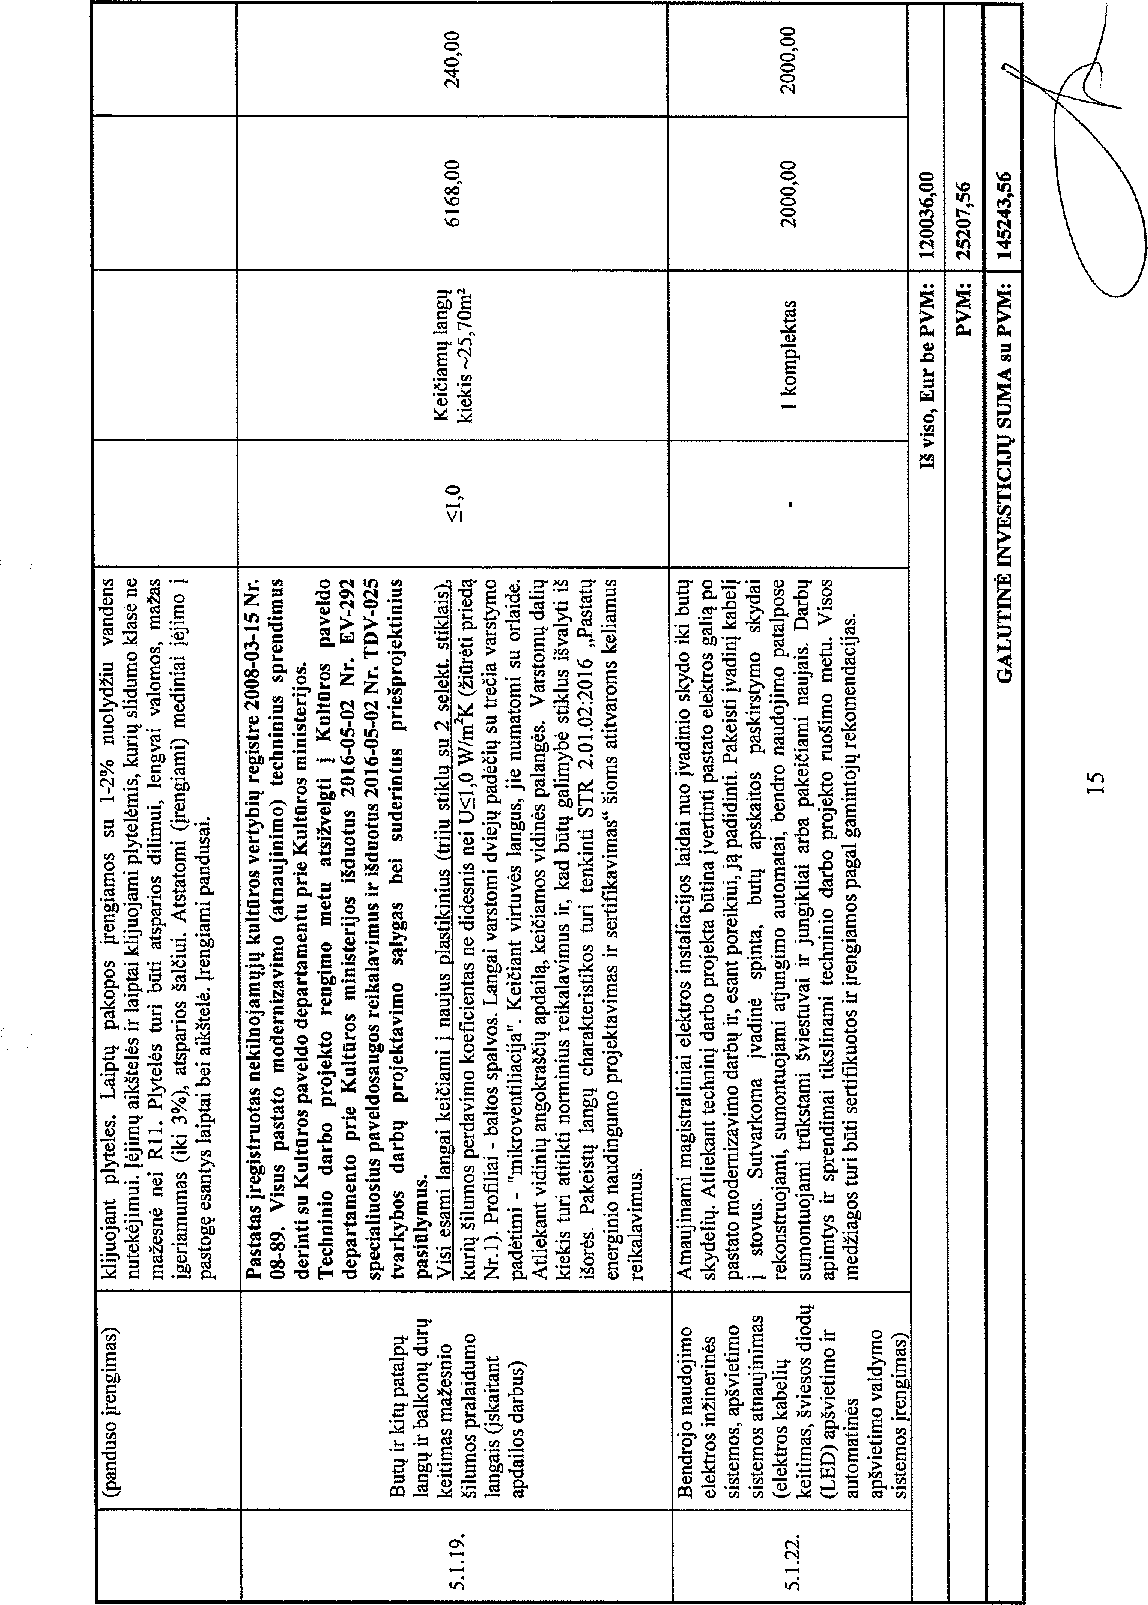 (panduso įrengimas)
klijuojant plyteles. Laiptų pakopos įrengiamos su 1-2% nuolydžiu vandens
nutekėjimui. Įėjimų aikštelės ir laiptai klijuojami plytelėmis, kurių slidumo klasė ne
mažesnė nei R11. Plytelės turi būti atsparios dilimui, lengvai valomos, mažas
įgeriamumas (iki 3%), atsparios šalčiui. Atstatomi (įrengiami) mediniai įėjimo į
pastogę esantys laiptai bei aikštelė. Įrengiami pandusai.
5.1.19.
Butų ir kitų patalpų
langų ir balkonų durų
keitimas mažesnio
šilumos pralaidumo
langais (įskaitant
apdailos darbus)
Pastatas įregistruotas nekilnojamųjų kultūros vertybių registre 2008-03-15 Nr.
08-89. Visus pastato modernizavimo (atnaujinimo) techninius sprendimus
derinti su Kultūros paveldo departamentu prie Kultūros ministerijos.
Techninio darbo projekto rengimo metu atsižvelgti į Kultūros paveldo
departamento prie Kultūros ministerijos išduotus 2016-05-02 Nr. EV-292
specialiuosius paveldosaugos reikalavimus ir išduotus 2016-05-02 Nr. TDV-025
tvarkybos darbų projektavimo sąlygas bei suderintus priešprojektinius
pasiūlymus.
Visi esami langai keičiami į naujus plastikinius (trijų stiklų su 2 selekt. stiklais),
kurių šilumos perdavimo koeficientas ne didesnis nei U≤1,0 W/m²K (žiūrėti priedą
Nr.1). Profiliai - baltos spalvos. Langai varstomi dviejų padėčių su trečia varstymo
padėtimi - "mikroventiliacija". Keičiant virtuvės langus, jie numatomi su orlaide.
Atliekant vidinių angokraščių apdailą, keičiamos vidinės palangės. Varstomų dalių
kiekis turi atitikti norminius reikalavimus ir, kad būtų galimybė stiklus išvalyti iš
išorės. Pakeistų langų charakteristikos turi tenkinti STR 2.01.02:2016 „Pastatų
energinio naudingumo projektavimas ir sertifikavimas“ šioms atitvaroms keliamus
reikalavimus.
≤1,0
Keičiamų langų
kiekis ~25,70m²
6168,00
240,00
5.1.22.
Bendrojo naudojimo
elektros inžinerinės
sistemos, apšvietimo
sistemos atnaujinimas
(elektros kabelių
keitimas, šviesos diodų
(LED) apšvietimo ir
automatinės
apšvietimo valdymo
sistemos įrengimas)
Atnaujinami magistraliniai elektros instaliacijos laidai nuo įvadinio skydo iki butų
skydelių. Atliekant techninį darbo projekta būtina įvertinti pastato elektros galią po
pastato modernizavimo darbų ir, esant poreikiui, ją padidinti. Pakeisti įvadinį kabelį
į stovus. Sutvarkoma įvadinė spinta, butų apskaitos paskirstymo skydai
rekonstruojami, sumontuojami atjungimo automatai, bendro naudojimo patalpose
sumontuojami trūkstami šviestuvai ir jungikliai arba pakeičiami naujais. Darbų
apimtys ir sprendimai tikslinami techninio darbo projekto ruošimo metu. Visos
medžiagos turi būti sertifikuotos ir įrengiamos pagal gamintojų rekomendacijas.
-
1 komplektas
2000,00
2000,00
Iš viso, Eur be PVM: 120036,00
PVM: 25207,56
GALUTINĖ INVESTICIJŲ SUMA su PVM: 145243,56
15